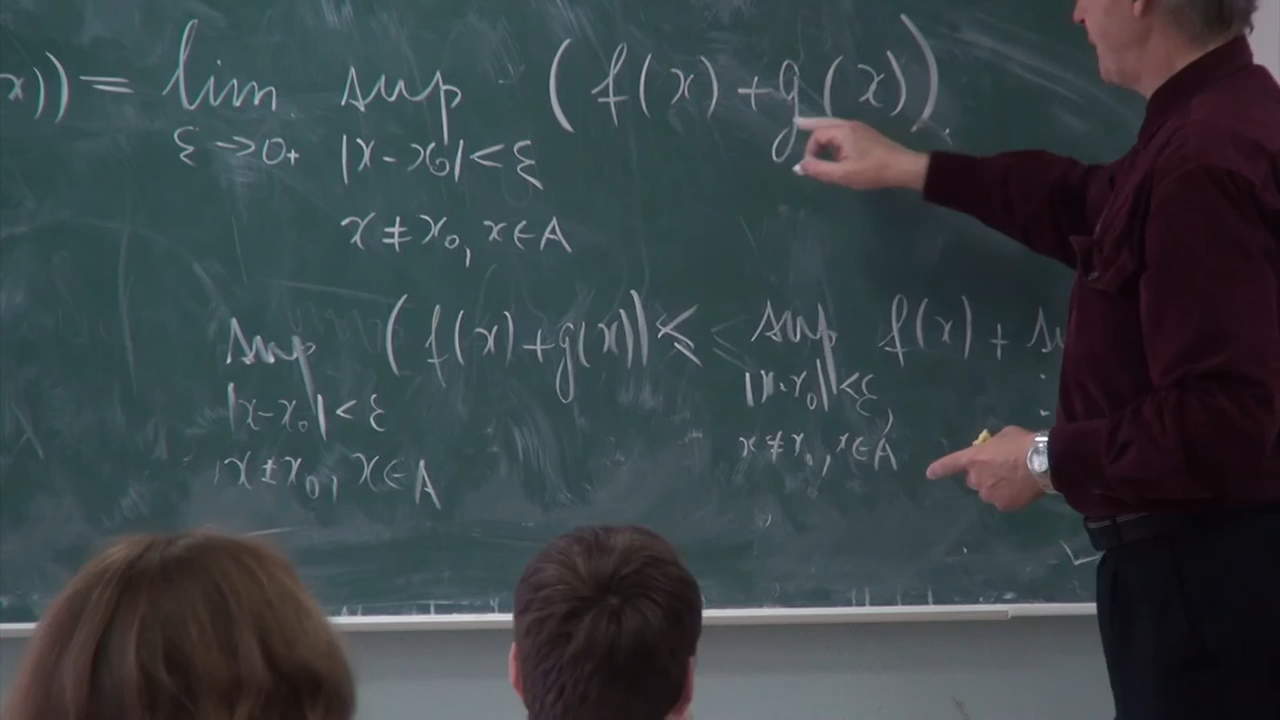 x)) = lim sup (f(x) + g(x))
ε → 0+ |x - x₀| < ε
x ≠ x₀, x ∈ A
sup (f(x) + g(x)) ≤ ≤ sup f(x) + su
|x - x₀| < ε |x - x₀| < ε,
x ≠ x₀, x ∈ A x ≠ x₀, x ∈ A